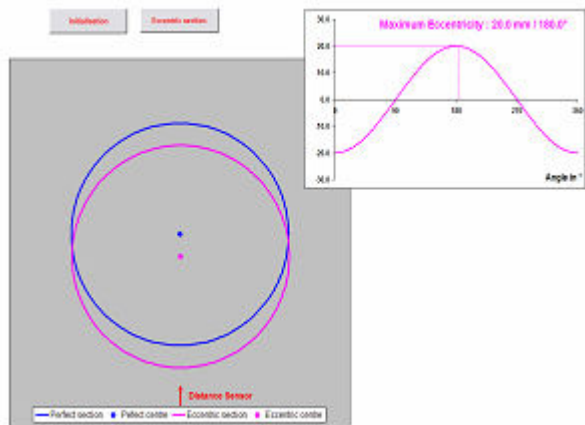 Initialisation
Eccentric section
Maximum Eccentricity : 20.0 mm / 180.0°
30.0
20.0
10.0
0.0
0
90
180
270
360
-10.0
-20.0
-30.0
Angle in °
Distance Sensor
Perfect section
Pefect centre
Eccentric section
Eccentric centre